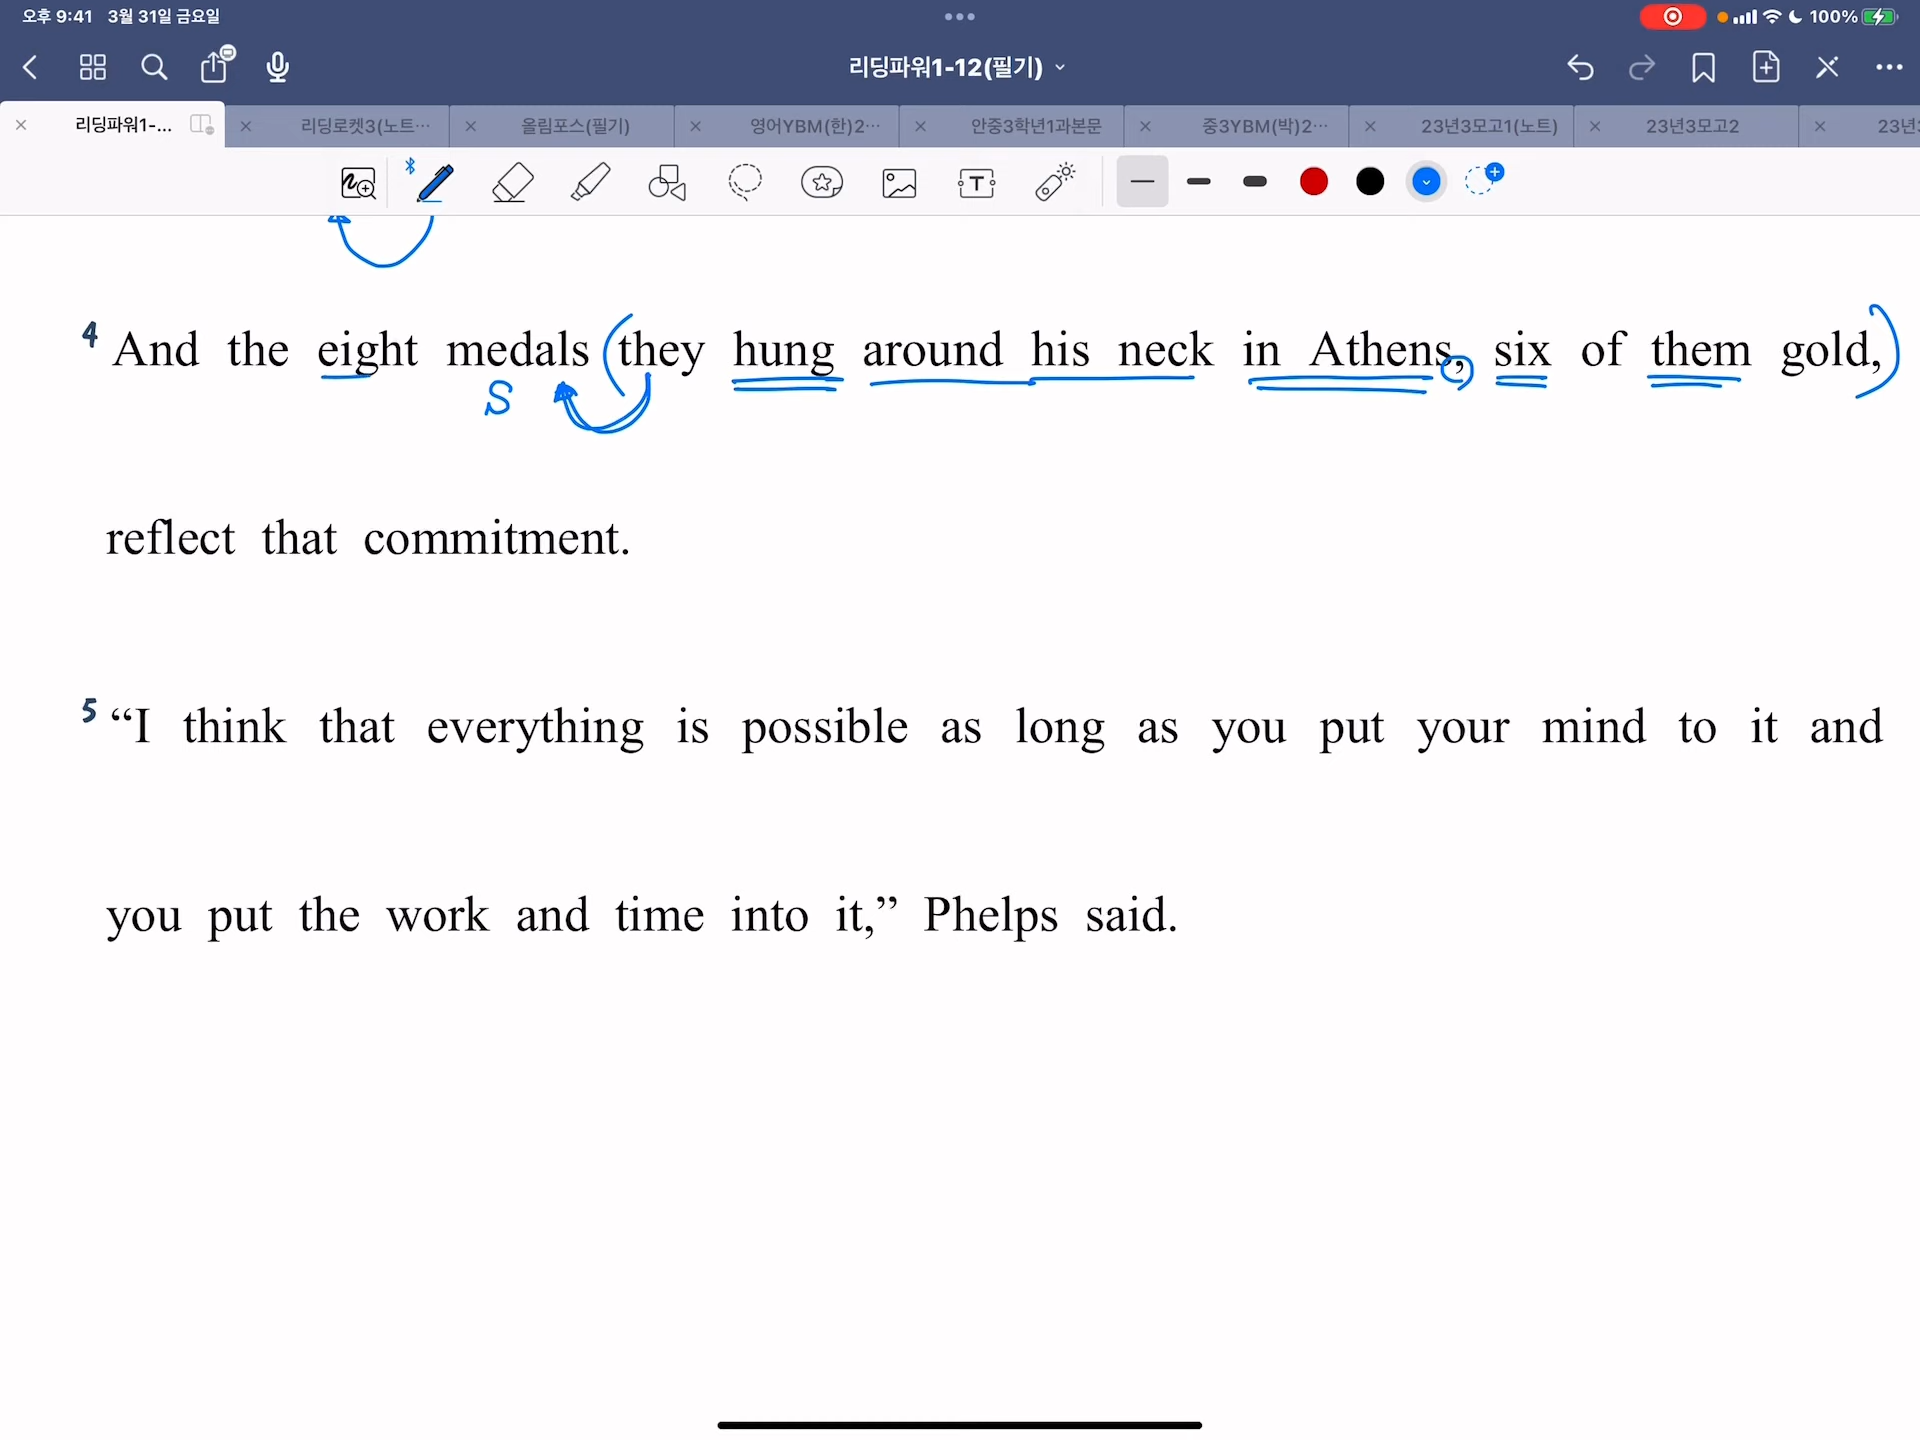 오후 9:41 3월 31일 금요일
100%
리딩파워1-12(필기)
리딩파워1-... 리딩로켓3(노트... 올림포스(필기) 영어YBM(한)2... 안중3학년1과본문 중3YBM(박)2... 23년3모고1(노트) 23년3모고2 23년
T
4 And the eight medals (they hung around his neck in Athens, six of them gold,)
S
reflect that commitment.
5 “I think that everything is possible as long as you put your mind to it and
you put the work and time into it,” Phelps said.